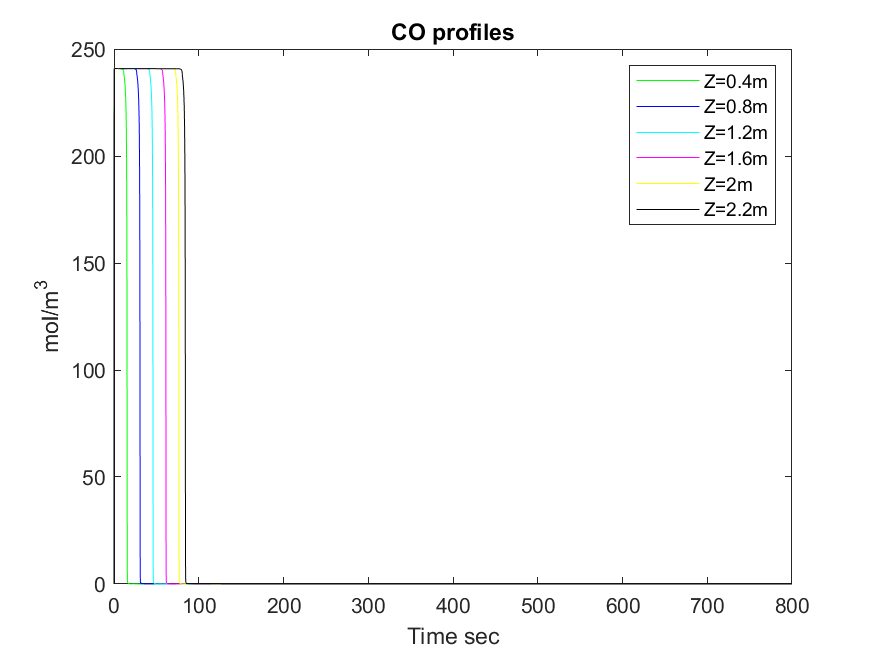 CO profiles
250
200
150
100
50
0
mol/m³
0 100 200 300 400 500 600 700 800
Time sec
Z=0.4m
Z=0.8m
Z=1.2m
Z=1.6m
Z=2m
Z=2.2m